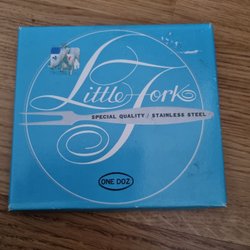 Little Fork
SPECIAL QUALITY / STAINLESS STEEL
ONE DOZ